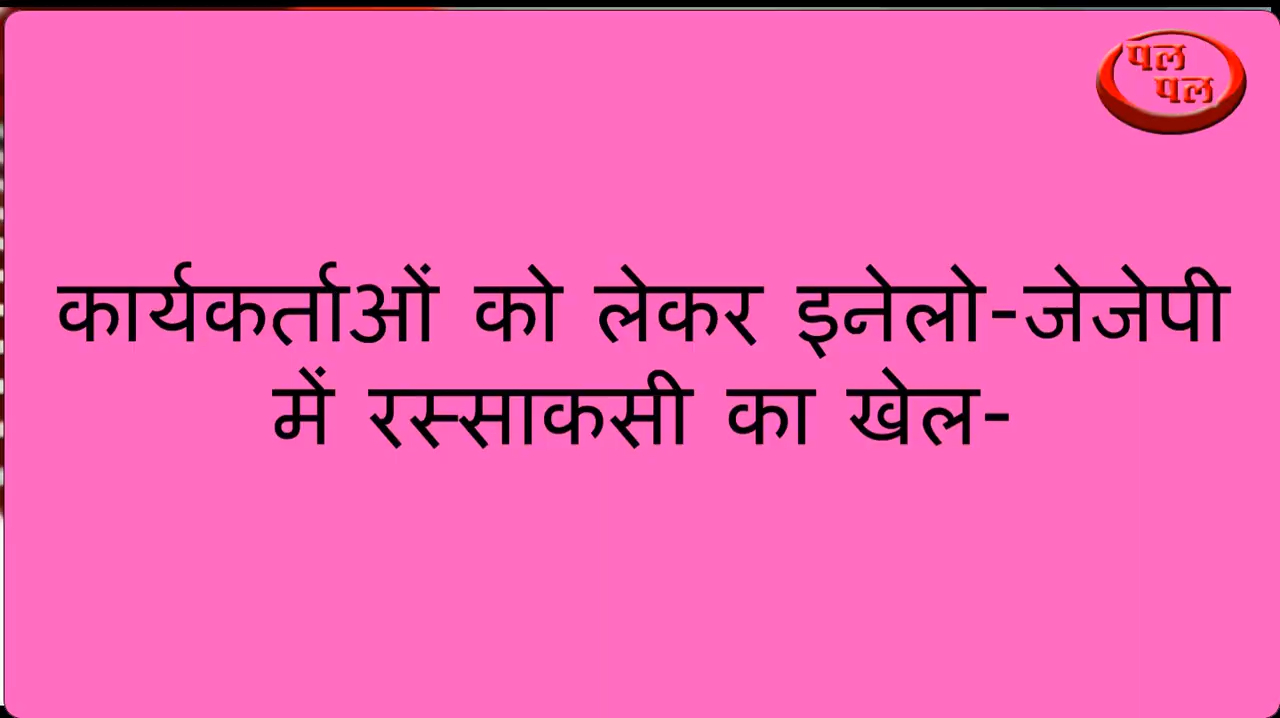 पल
पल
कार्यकर्ताओं को लेकर इनेलो-जेजेपी
में रस्साकसी का खेल-